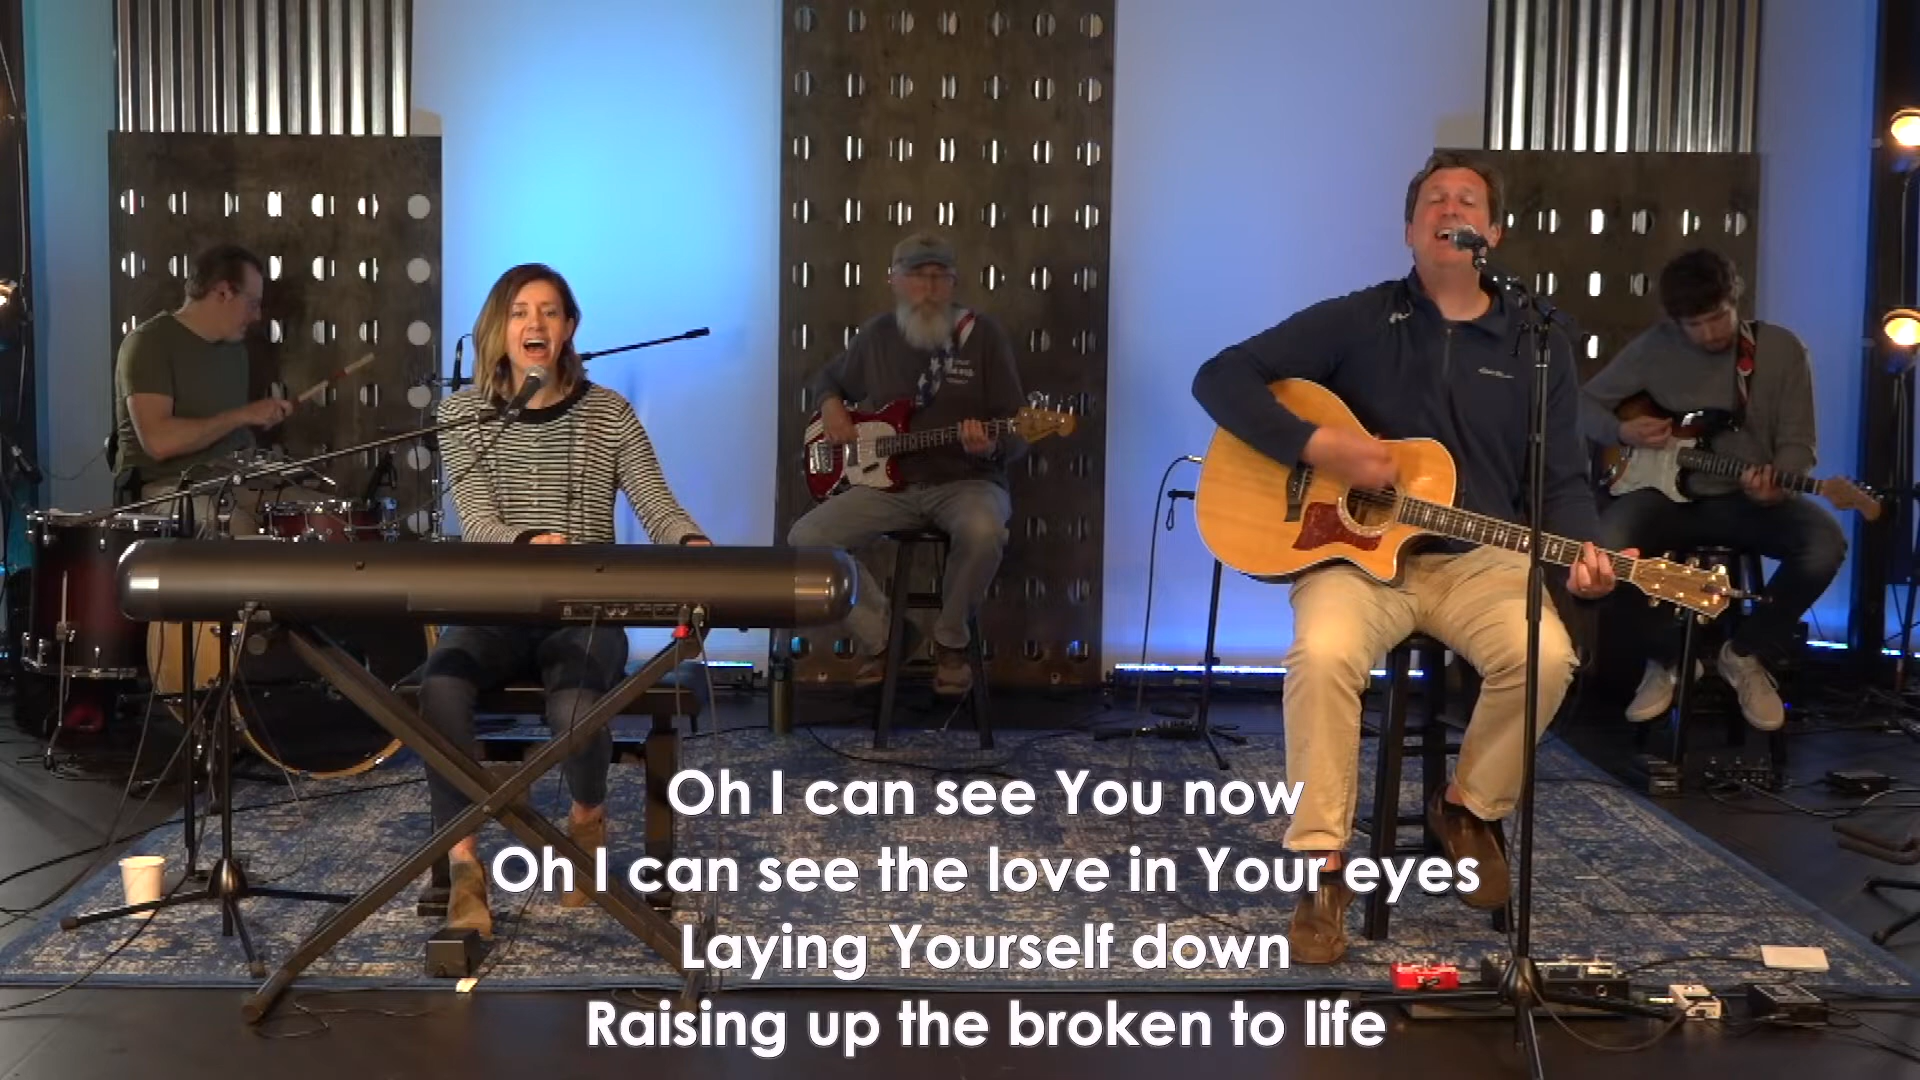 Oh I can see You now
Oh I can see the love in Your eyes
Laying Yourself down
Raising up the broken to life